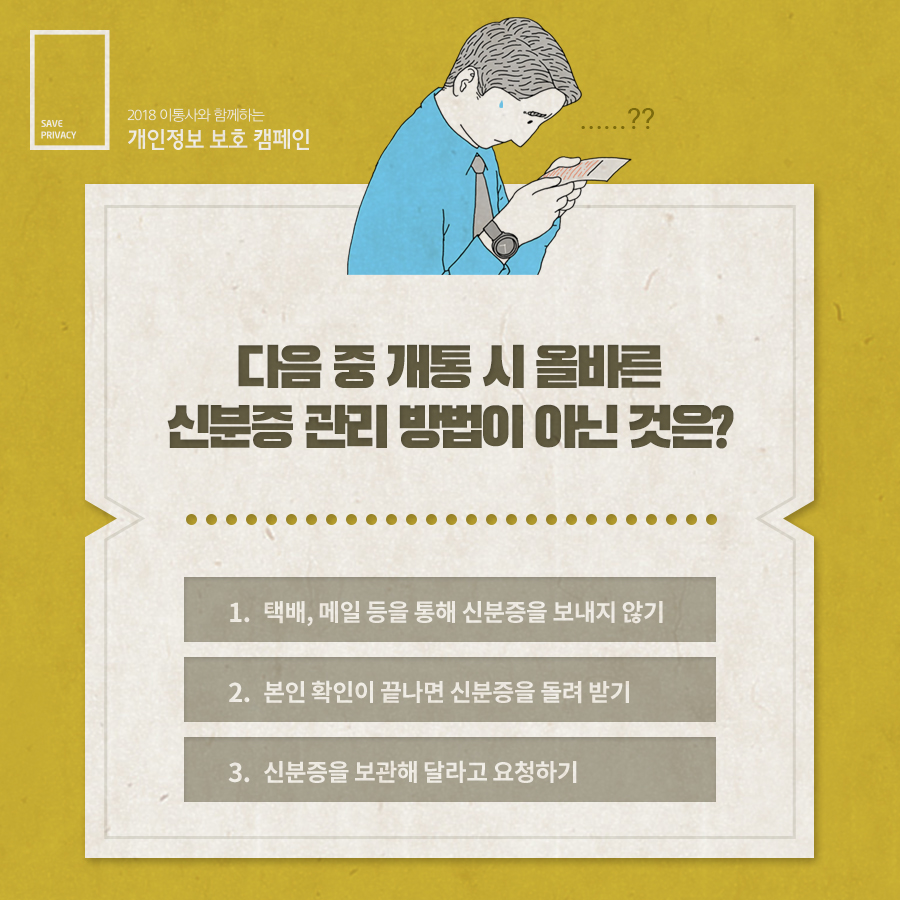 SAVE
PRIVACY
2018 이통사와 함께하는
개인정보 보호 캠페인
......??
다음 중 개통 시 올바른
신분증 관리 방법이 아닌 것은?
1. 택배, 메일 등을 통해 신분증을 보내지 않기
2. 본인 확인이 끝나면 신분증을 돌려 받기
3. 신분증을 보관해 달라고 요청하기